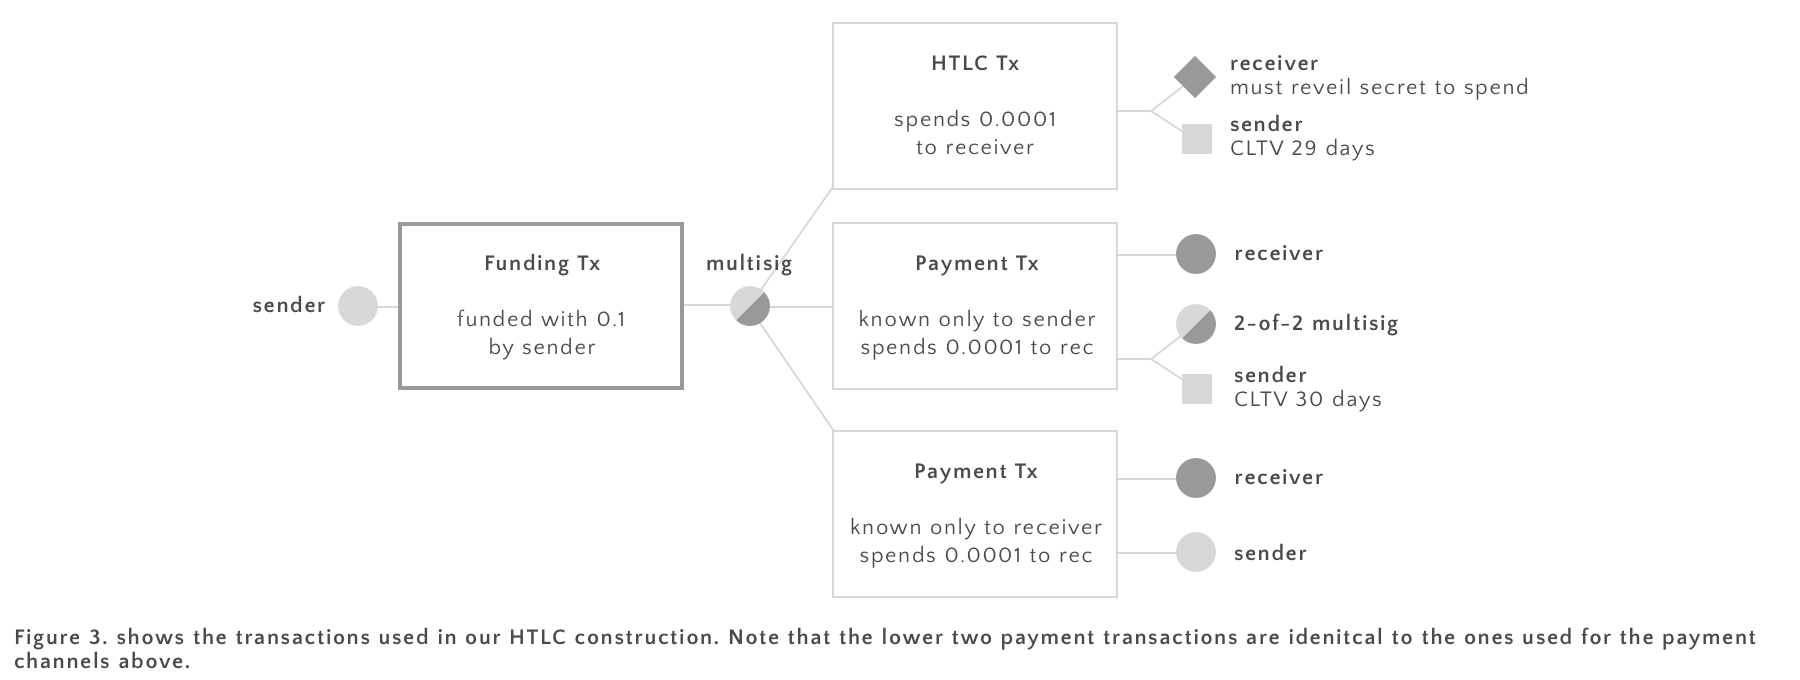 HTLC Tx
spends 0.0001
to receiver
receiver
must reveil secret to spend
sender
CLTV 29 days
sender
Funding Tx
funded with 0.1
by sender
multisig
Payment Tx
known only to sender
spends 0.0001 to rec
receiver
2-of-2 multisig
sender
CLTV 30 days
Payment Tx
known only to receiver
spends 0.0001 to rec
receiver
sender
Figure 3. shows the transactions used in our HTLC construction. Note that the lower two payment transactions are idenitcal to the ones used for the payment
channels above.